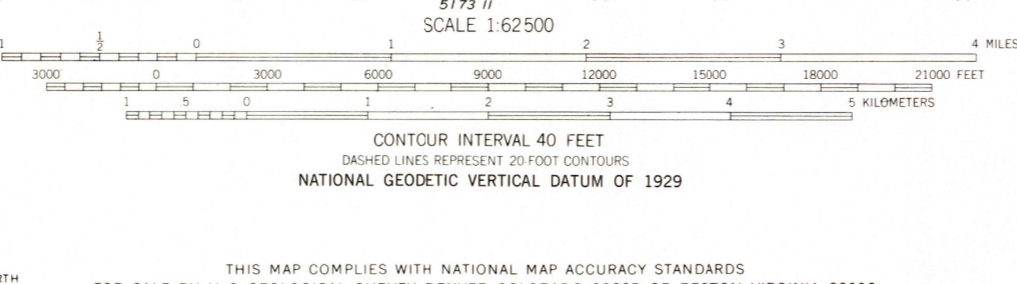 5173 II
SCALE 1:62500
1 ½ 0 1 2 3 4 MILES
3000 0 3000 6000 9000 12000 15000 18000 21000 FEET
1 .5 0 1 2 3 4 5 KILOMETERS
CONTOUR INTERVAL 40 FEET
DASHED LINES REPRESENT 20-FOOT CONTOURS
NATIONAL GEODETIC VERTICAL DATUM OF 1929
THIS MAP COMPLIES WITH NATIONAL MAP ACCURACY STANDARDS
RTH